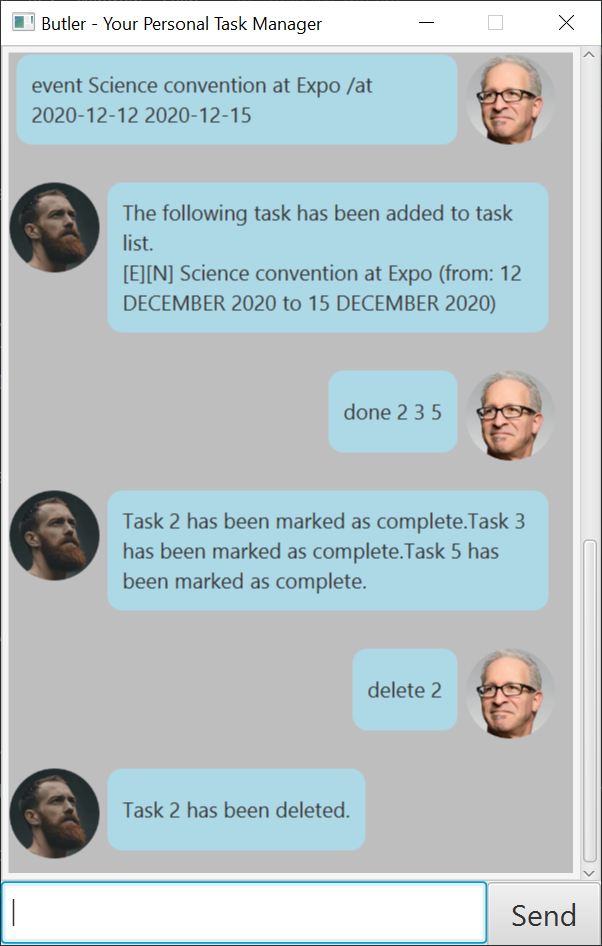 Butler - Your Personal Task Manager
event Science convention at Expo /at
2020-12-12 2020-12-15
The following task has been added to task
list.
[E][N] Science convention at Expo (from: 12
DECEMBER 2020 to 15 DECEMBER 2020)
done 2 3 5
Task 2 has been marked as complete.Task 3
has been marked as complete.Task 5 has
been marked as complete.
delete 2
Task 2 has been deleted.
Send